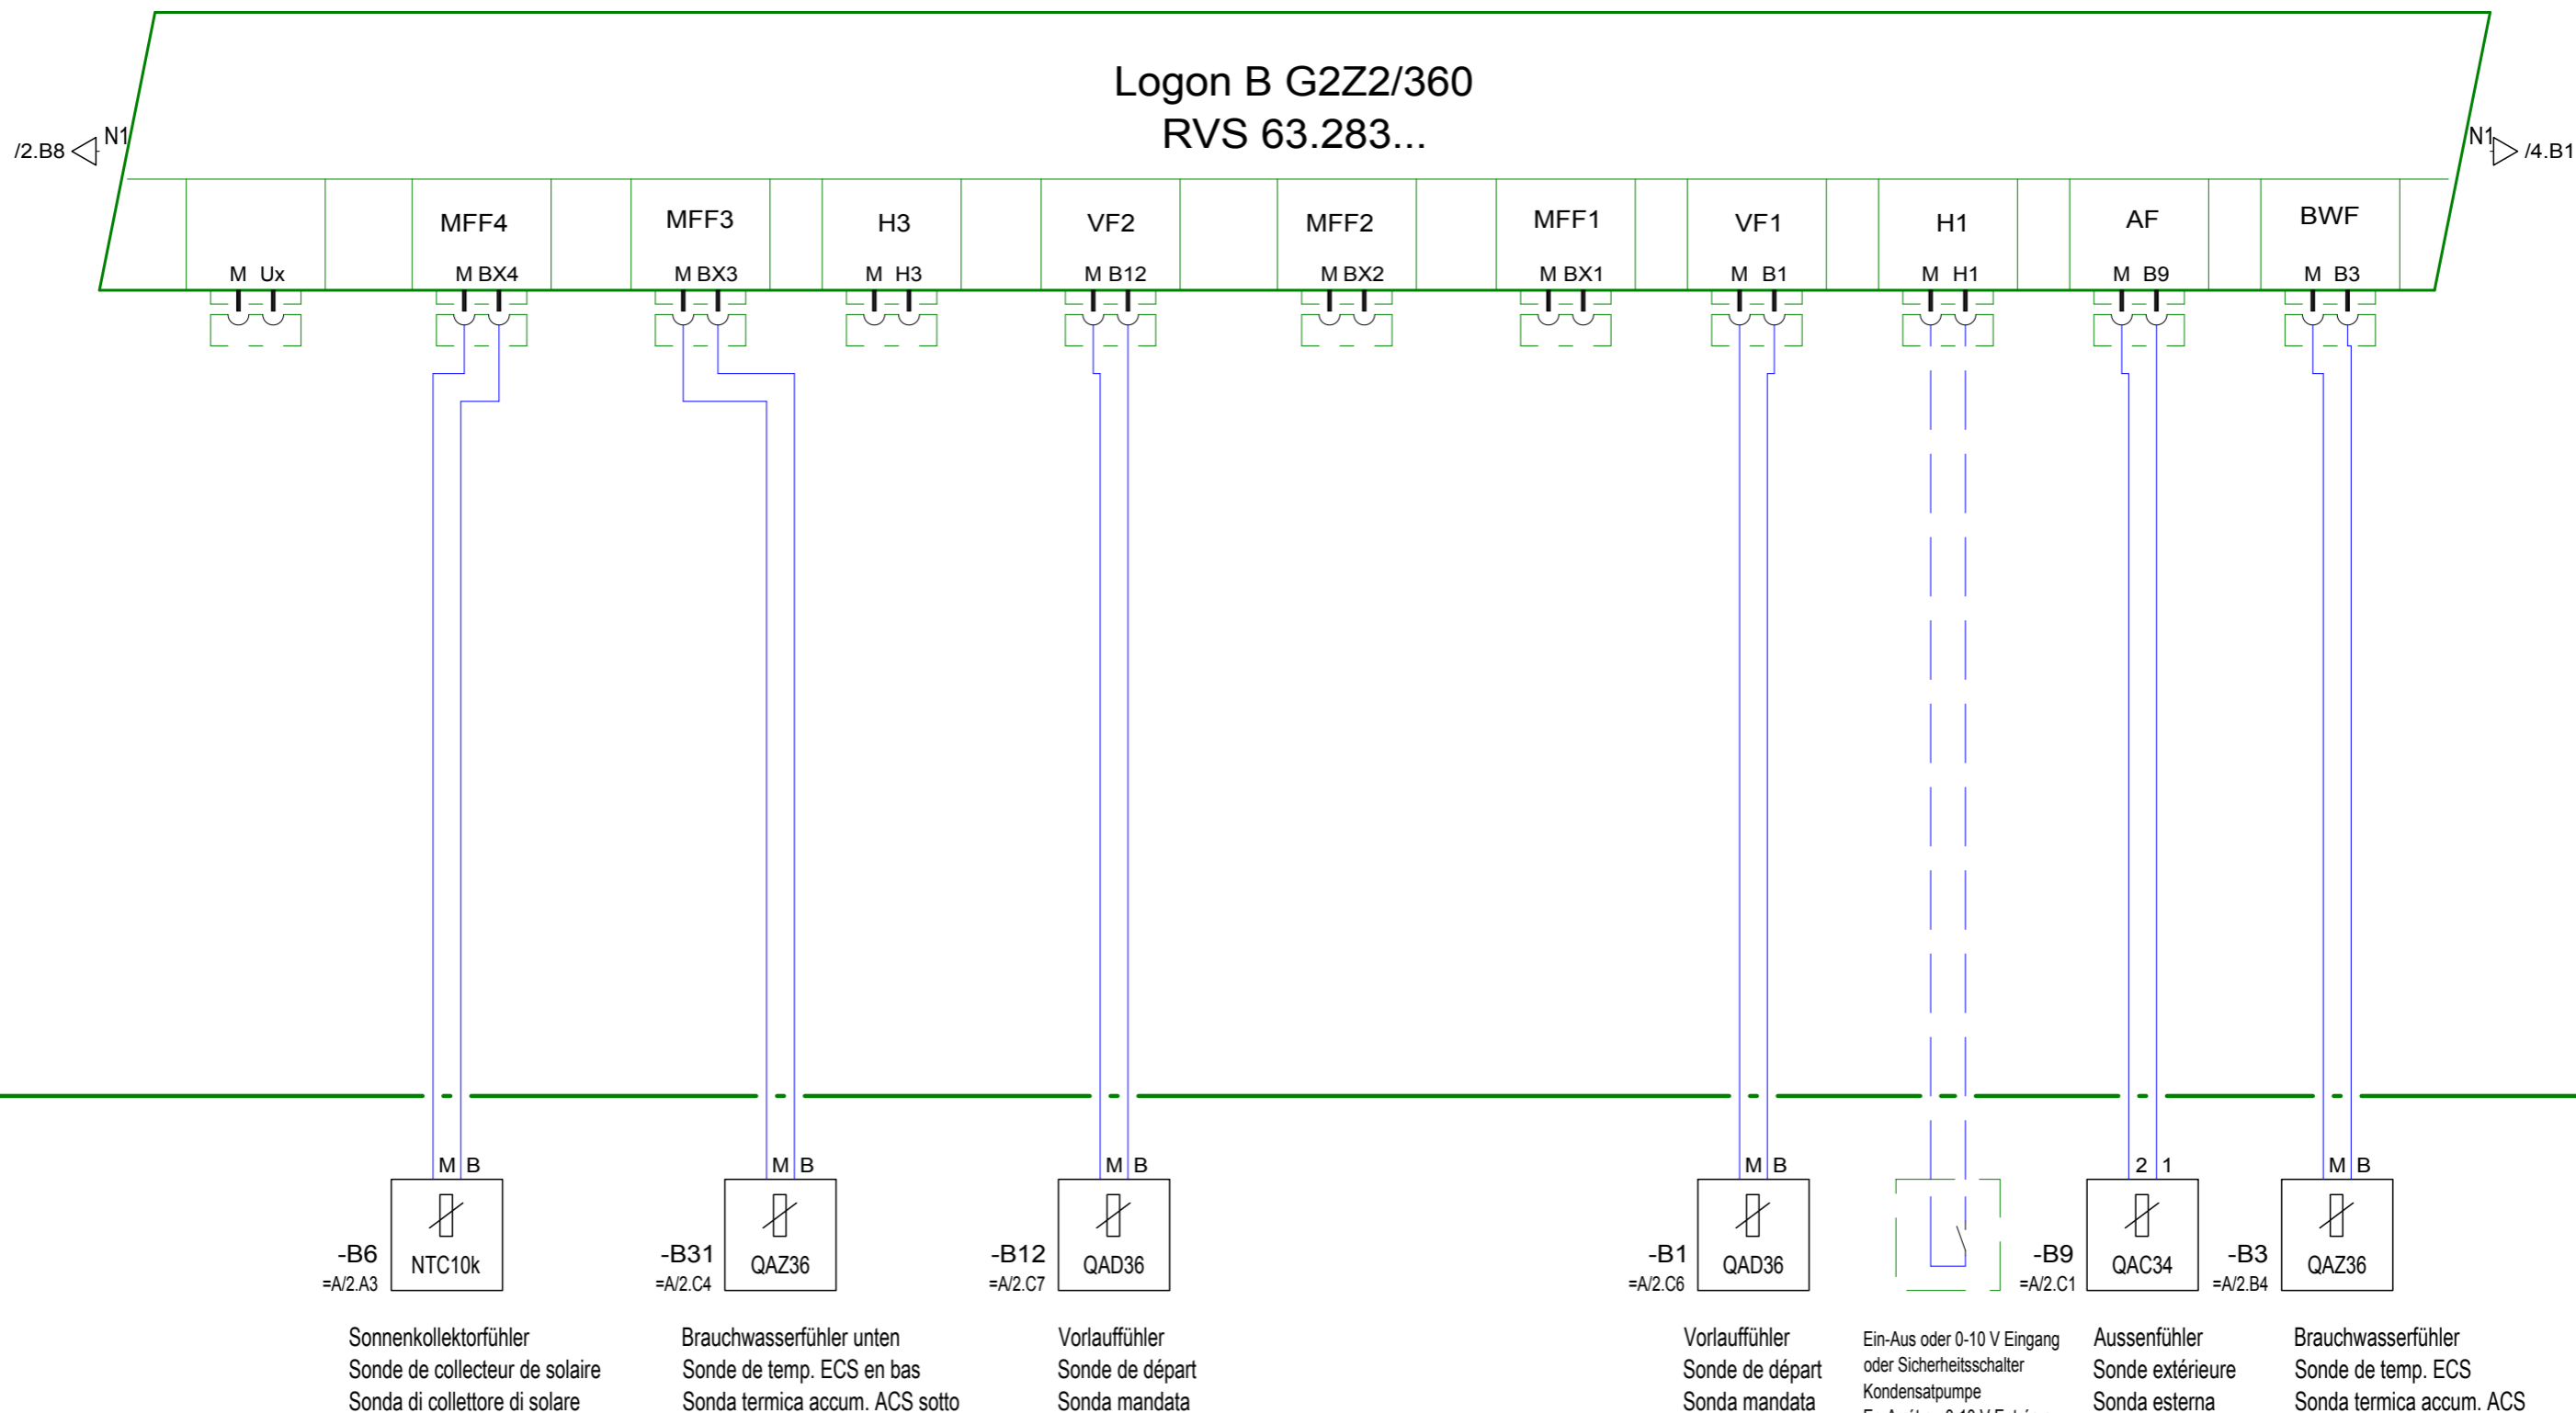 Logon B G2Z2/360
RVS 63.283...
/2.B8 N1
N1 /4.B1
MFF4 MFF3 H3 VF2 MFF2 MFF1 VF1 H1 AF BWF
M Ux M BX4 M BX3 M H3 M B12 M BX2 M BX1 M B1 M H1 M B9 M B3
M B M B M B M B 2 1 M B
-B6 NTC10k
=A/2.A3
-B31 QAZ36
=A/2.C4
-B12 QAD36
=A/2.C7
-B1 QAD36
=A/2.C6
-B9 QAC34
=A/2.C1
-B3 QAZ36
=A/2.B4
Sonnenkollektorfühler
Sonde de collecteur de solaire
Sonda di collettore di solare
Brauchwasserfühler unten
Sonde de temp. ECS en bas
Sonda termica accum. ACS sotto
Vorlauffühler
Sonde de départ
Sonda mandata
Vorlauffühler
Sonde de départ
Sonda mandata
Ein-Aus oder 0-10 V Eingang
oder Sicherheitsschalter
Kondensatpumpe
Aussenfühler
Sonde extérieure
Sonda esterna
Brauchwasserfühler
Sonde de temp. ECS
Sonda termica accum. ACS